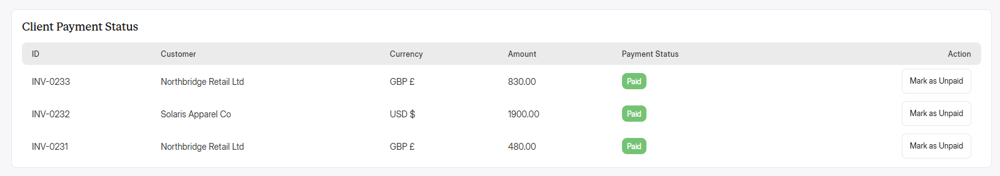 Client Payment Status
ID Customer Currency Amount Payment Status Action
INV-0233 Northbridge Retail Ltd GBP £ 830.00 Paid Mark as Unpaid
INV-0232 Solaris Apparel Co USD $ 1900.00 Paid Mark as Unpaid
INV-0231 Northbridge Retail Ltd GBP £ 480.00 Paid Mark as Unpaid